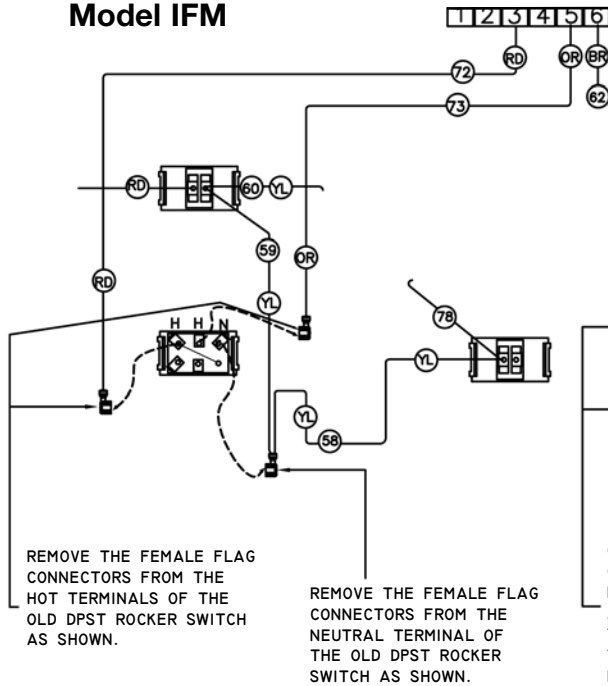 Model IFM
1 2 3 4 5 6
RD OR BR
72
62
73
RD 60 YL
59
OR
RD YL
78
H H N
YL
YL
58
REMOVE THE FEMALE FLAG
CONNECTORS FROM THE
HOT TERMINALS OF THE
OLD DPST ROCKER SWITCH
AS SHOWN.
REMOVE THE FEMALE FLAG
CONNECTORS FROM THE
NEUTRAL TERMINAL OF
THE OLD DPST ROCKER
SWITCH AS SHOWN.